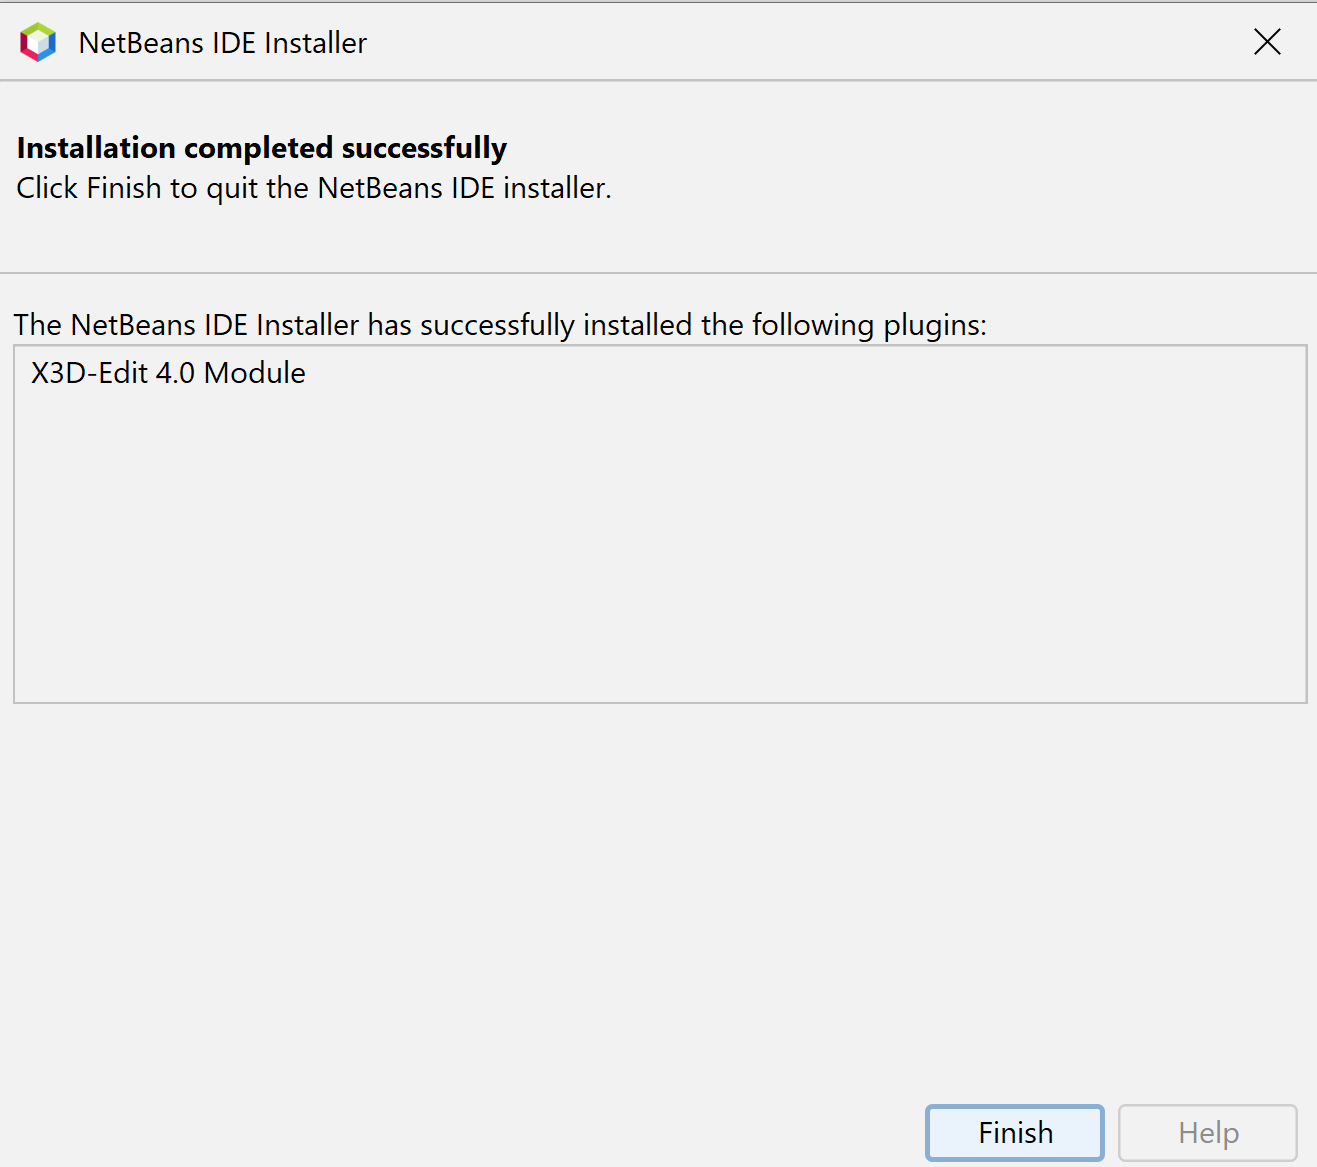 NetBeans IDE Installer
Installation completed successfully
Click Finish to quit the NetBeans IDE installer.
The NetBeans IDE Installer has successfully installed the following plugins:
X3D-Edit 4.0 Module
Finish
Help